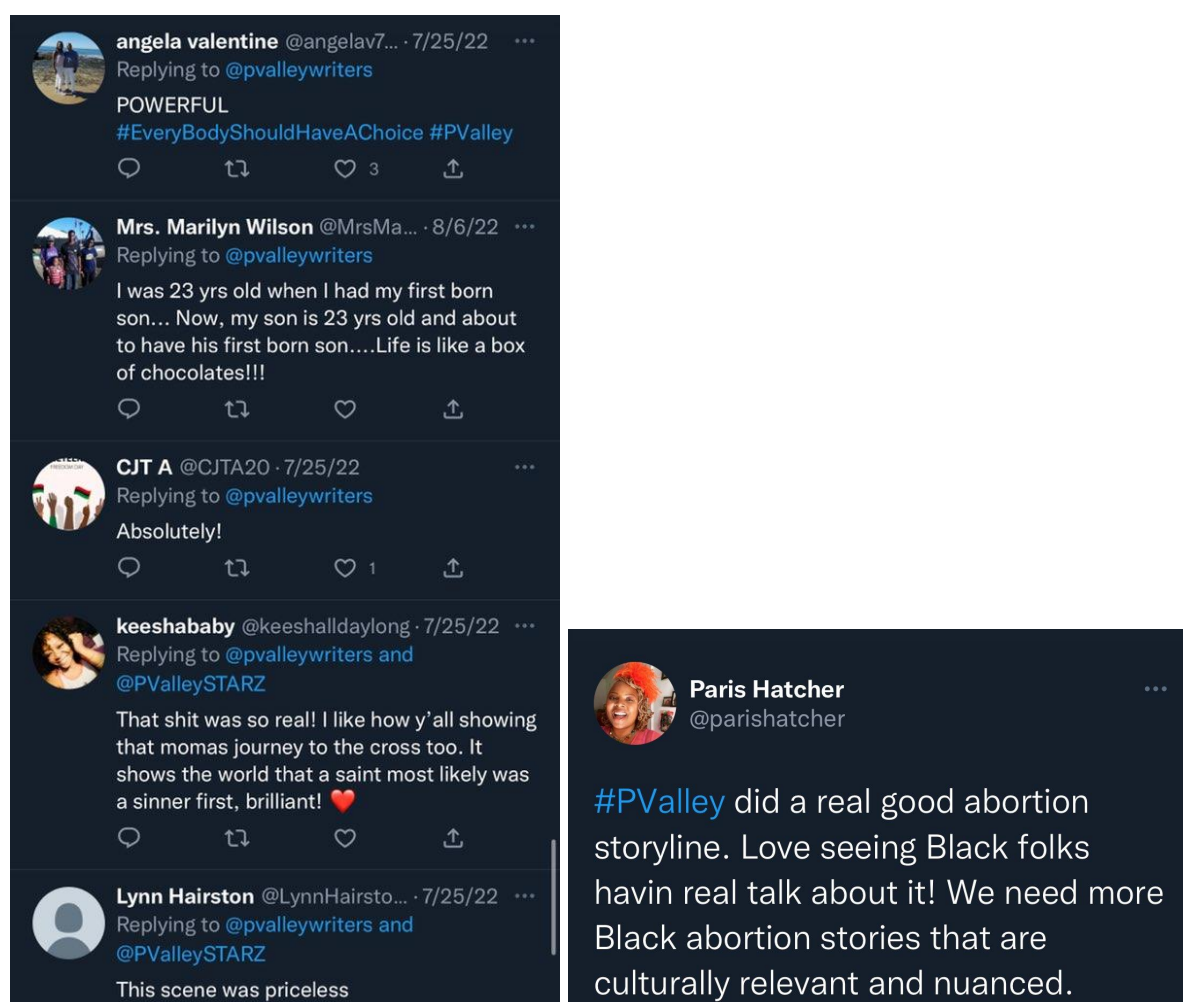 angela valentine @angelav7... · 7/25/22
Replying to @pvalleywriters
POWERFUL
#EveryBodyShouldHaveAChoice #PValley
3
Mrs. Marilyn Wilson @MrsMa... · 8/6/22
Replying to @pvalleywriters
I was 23 yrs old when I had my first born
son... Now, my son is 23 yrs old and about
to have his first born son....Life is like a box
of chocolates!!!
CJT A @CJTA20 · 7/25/22
Replying to @pvalleywriters
Absolutely!
1
keeshababy @keeshalldaylong · 7/25/22
Replying to @pvalleywriters and
@PValleySTARZ
That shit was so real! I like how y'all showing
that momas journey to the cross too. It
shows the world that a saint most likely was
a sinner first, brilliant! ❤️
Lynn Hairston @LynnHairsto... · 7/25/22
Replying to @pvalleywriters and
@PValleySTARZ
This scene was priceless
Paris Hatcher
@parishatcher
#PValley did a real good abortion
storyline. Love seeing Black folks
havin real talk about it! We need more
Black abortion stories that are
culturally relevant and nuanced.